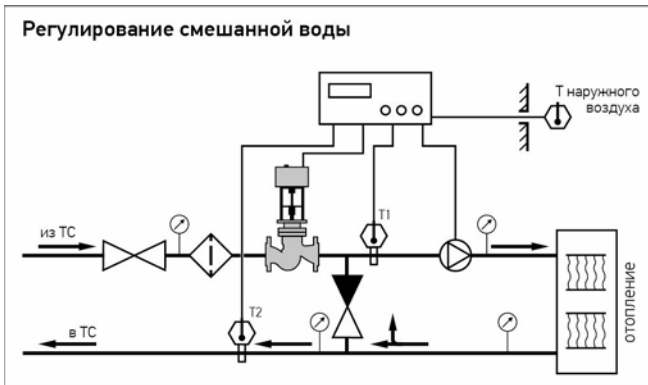 Регулирование смешанной воды
Т наружного
воздуха
из ТС
Т1
Т2
в ТС
отопление